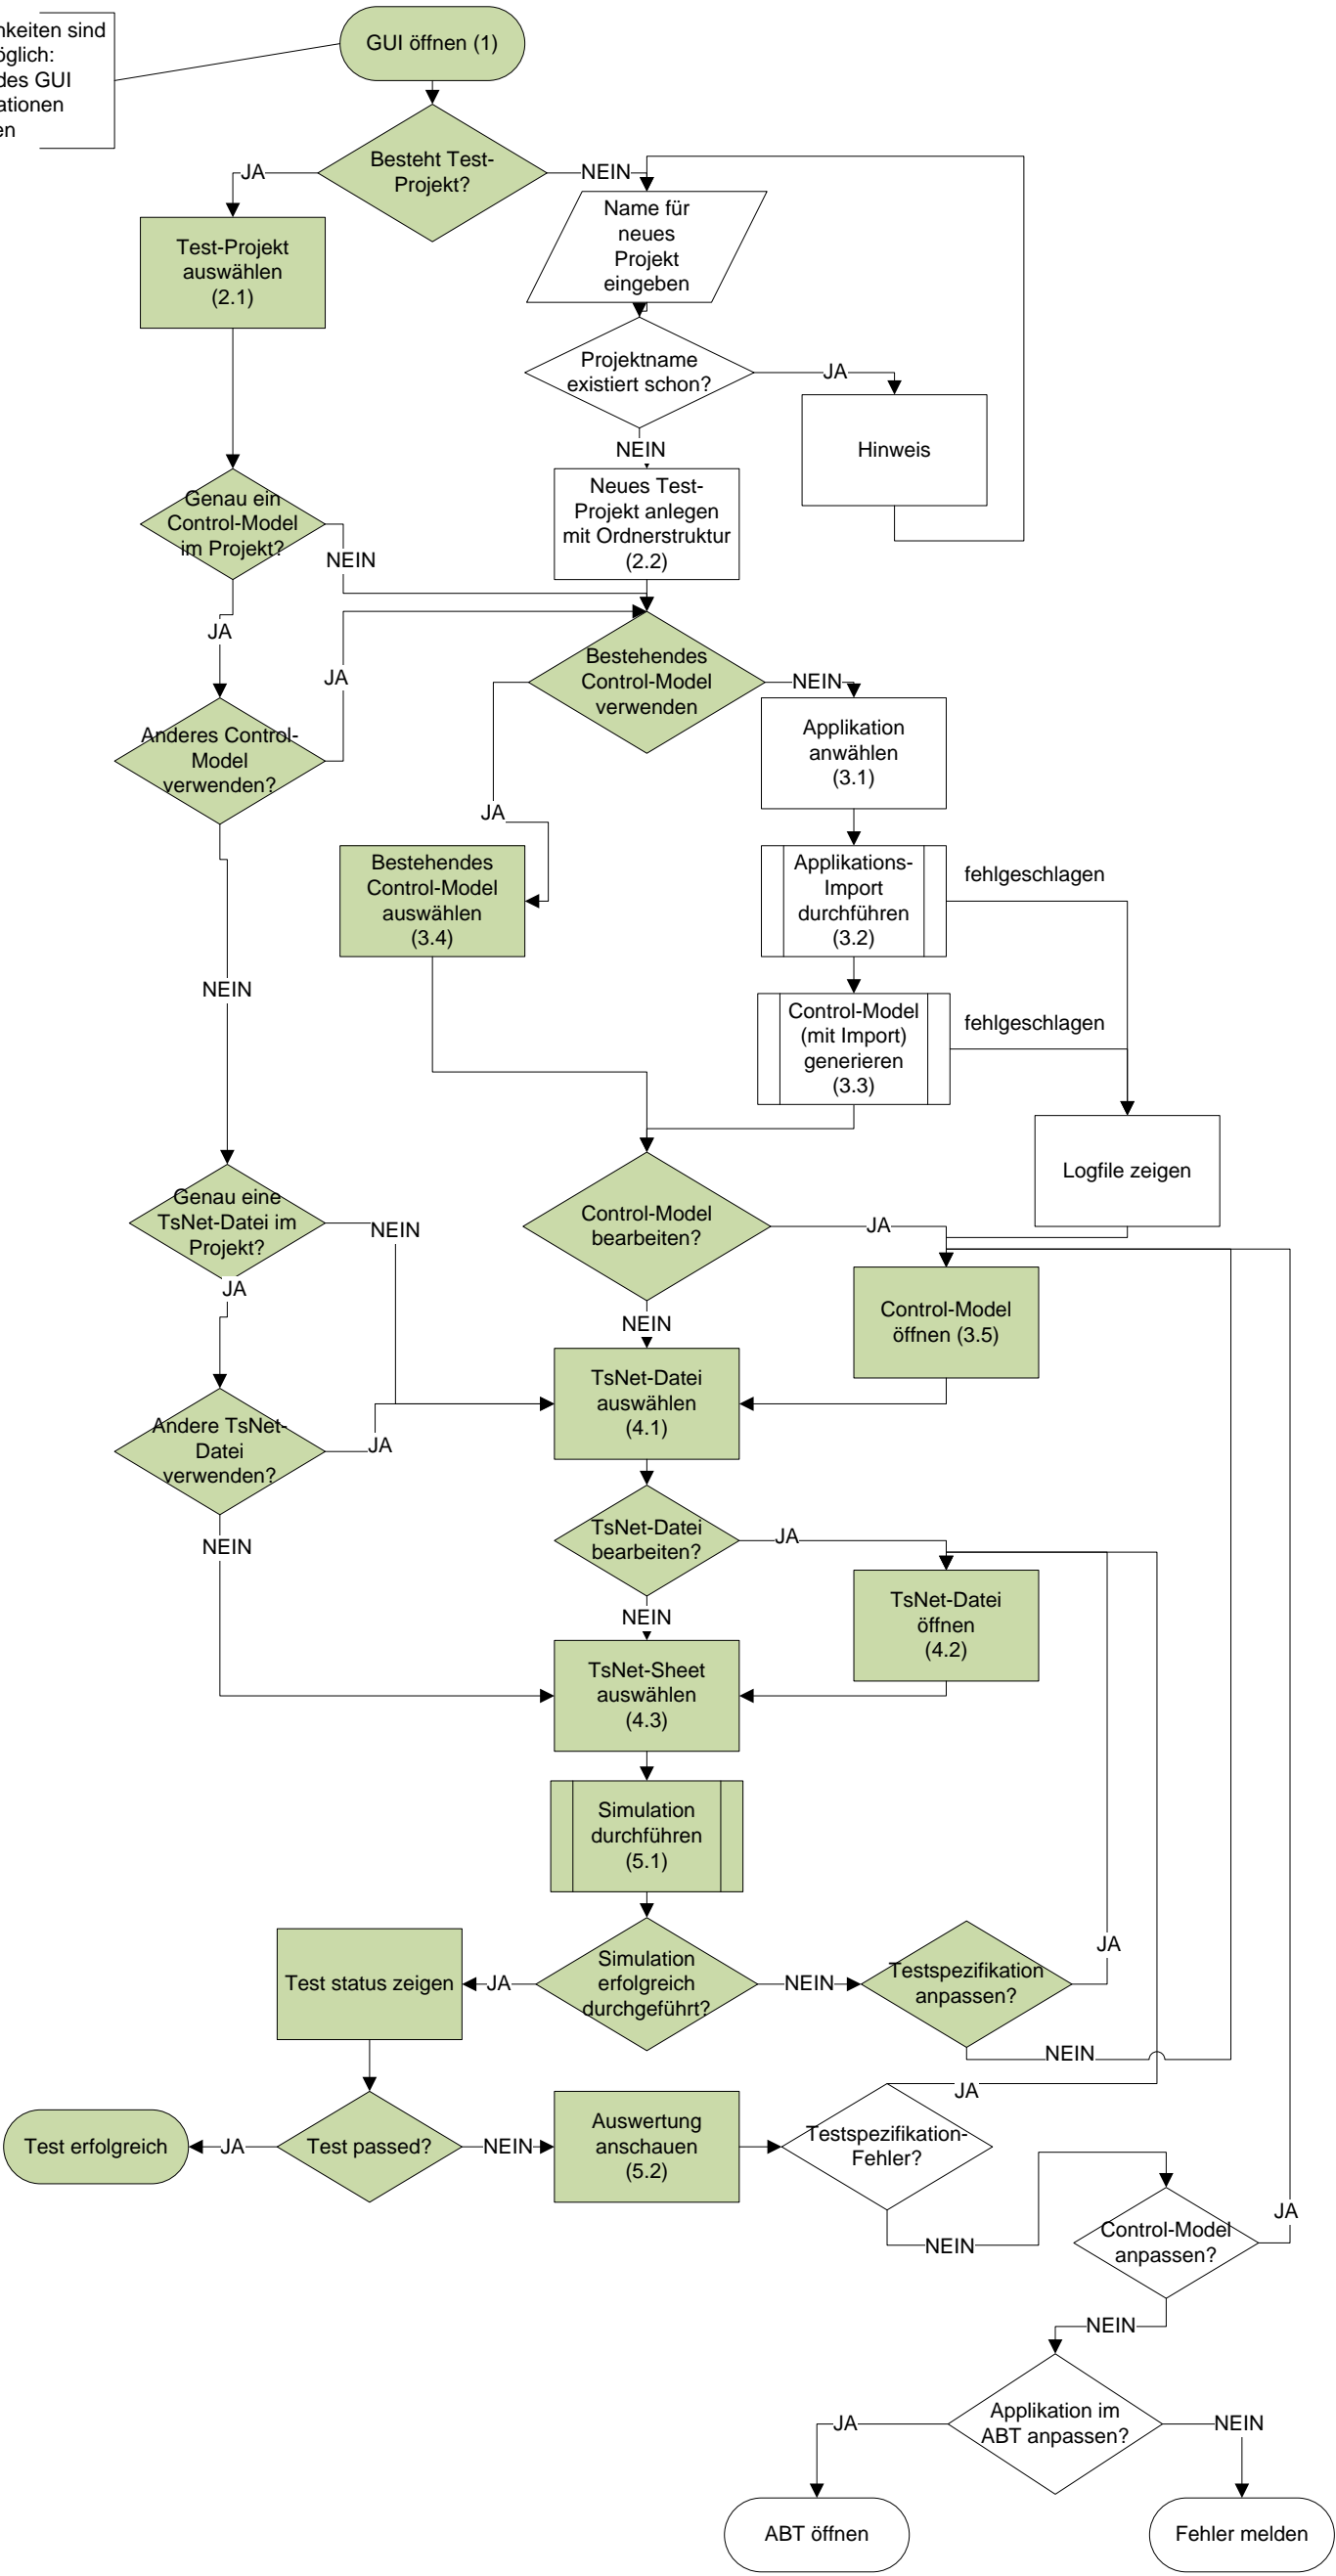 GUI öffnen (1)
sind
des GUI
Besteht Test-
Projekt?
JA
NEIN
Test-Projekt
auswählen
(2.1)
Name für
neues
Projekt
eingeben
Projektname
existiert schon?
JA
Hinweis
NEIN
Neues Test-
Projekt anlegen
mit Ordnerstruktur
(2.2)
Genau ein
Control-Model
im Projekt?
NEIN
JA
Anderes Control-
Model
verwenden?
JA
Bestehendes
Control-Model
verwenden
NEIN
JA
Applikation
anwählen
(3.1)
Bestehendes
Control-Model
auswählen
(3.4)
Applikations-
Import
durchführen
(3.2)
fehlgeschlagen
NEIN
Control-Model
(mit Import)
generieren
(3.3)
fehlgeschlagen
Logfile zeigen
Genau eine
TsNet-Datei im
Projekt?
NEIN
JA
Control-Model
bearbeiten?
JA
NEIN
Control-Model
öffnen (3.5)
TsNet-Datei
auswählen
(4.1)
Andere TsNet-
Datei
verwenden?
JA
NEIN
TsNet-Datei
bearbeiten?
JA
NEIN
TsNet-Datei
öffnen
(4.2)
TsNet-Sheet
auswählen
(4.3)
Simulation
durchführen
(5.1)
Simulation
erfolgreich
durchgeführt?
JA
NEIN
Test status zeigen
Testspezifikation
anpassen?
JA
NEIN
Test passed?
JA
NEIN
Test erfolgreich
Auswertung
anschauen
(5.2)
Testspezifikation-
Fehler?
JA
NEIN
Control-Model
anpassen?
JA
NEIN
Applikation im
ABT anpassen?
JA
NEIN
ABT öffnen
Fehler melden